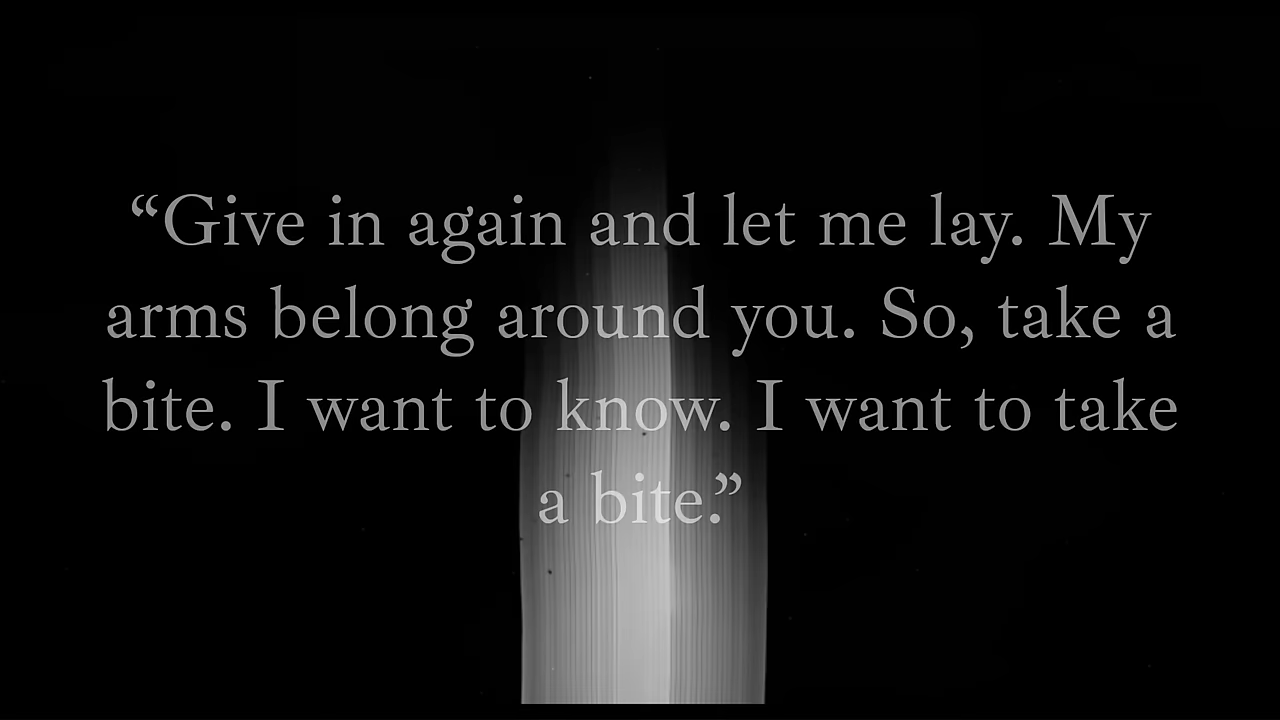 “Give in again and let me lay. My
arms belong around you. So, take a
bite. I want to know. I want to take
a bite.”